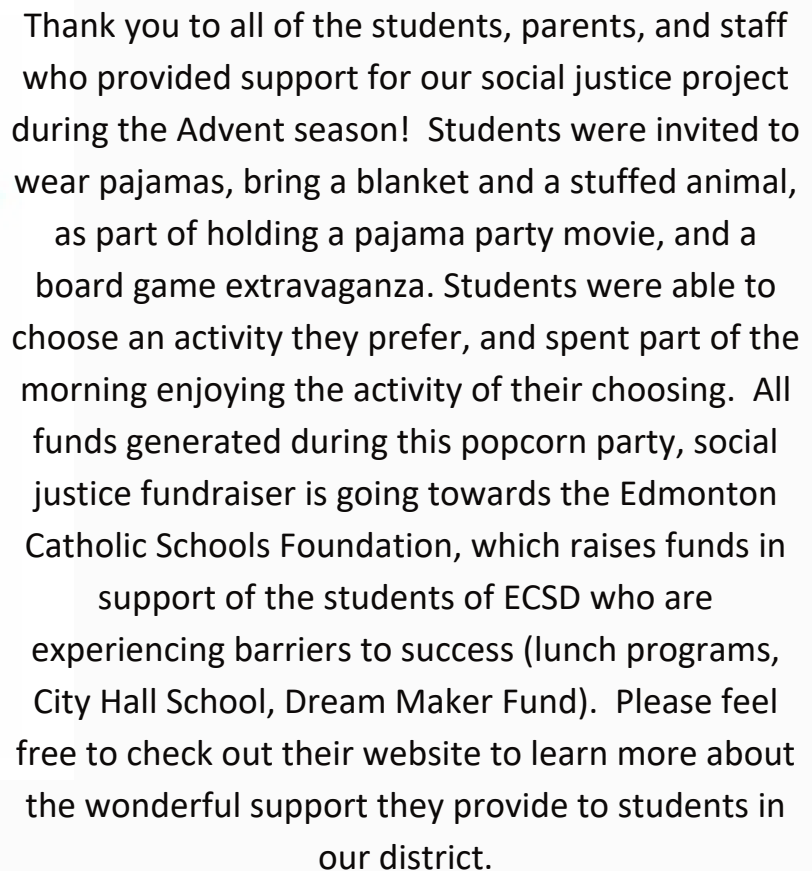 Thank you to all of the students, parents, and staff
who provided support for our social justice project
during the Advent season!  Students were invited to
wear pajamas, bring a blanket and a stuffed animal,
as part of holding a pajama party movie, and a
board game extravaganza. Students were able to
choose an activity they prefer, and spent part of the
morning enjoying the activity of their choosing.  All
funds generated during this popcorn party, social
justice fundraiser is going towards the Edmonton
Catholic Schools Foundation, which raises funds in
support of the students of ECSD who are
experiencing barriers to success (lunch programs,
City Hall School, Dream Maker Fund).  Please feel
free to check out their website to learn more about
the wonderful support they provide to students in
our district.